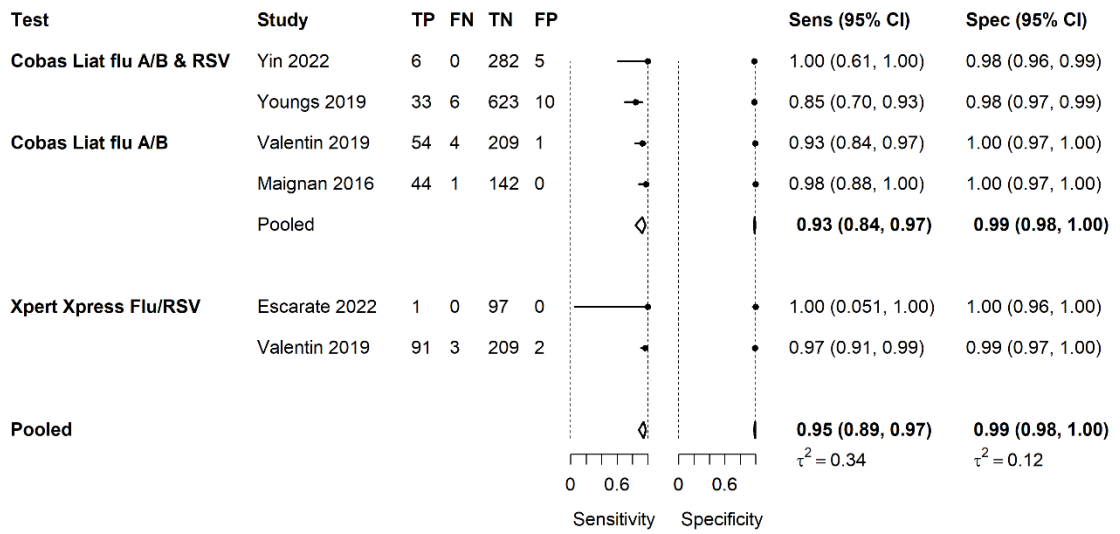 Test Study TP FN TN FP Sens (95% CI) Spec (95% CI)
Cobas Liat flu A/B & RSV Yin 2022 6 0 282 5 1.00 (0.61, 1.00) 0.98 (0.96, 0.99)
Youngs 2019 33 6 623 10 0.85 (0.70, 0.93) 0.98 (0.97, 0.99)
Cobas Liat flu A/B Valentin 2019 54 4 209 1 0.93 (0.84, 0.97) 1.00 (0.97, 1.00)
Maignan 2016 44 1 142 0 0.98 (0.88, 1.00) 1.00 (0.97, 1.00)
Pooled 0.93 (0.84, 0.97) 0.99 (0.98, 1.00)
Xpert Xpress Flu/RSV Escarate 2022 1 0 97 0 1.00 (0.051, 1.00) 1.00 (0.96, 1.00)
Valentin 2019 91 3 209 2 0.97 (0.91, 0.99) 0.99 (0.97, 1.00)
Pooled 0.95 (0.89, 0.97) 0.99 (0.98, 1.00)
τ² = 0.34 τ² = 0.12
0 0.6 0 0.6
Sensitivity Specificity